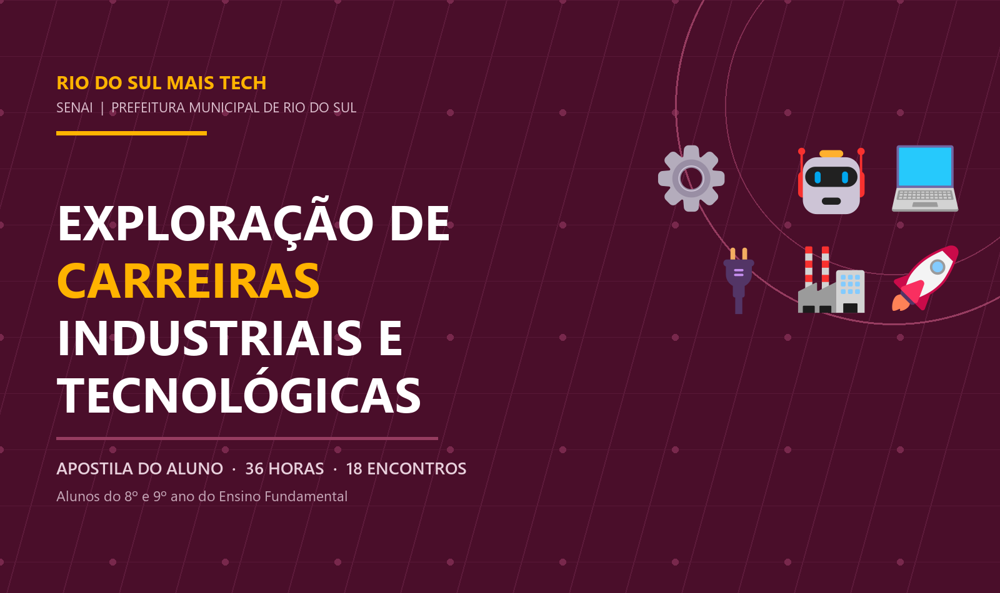 RIO DO SUL MAIS TECH
SENAI | PREFEITURA MUNICIPAL DE RIO DO SUL
EXPLORAÇÃO DE
CARREIRAS
INDUSTRIAIS E
TECNOLÓGICAS
APOSTILA DO ALUNO · 36 HORAS · 18 ENCONTROS
Alunos do 8º e 9º ano do Ensino Fundamental